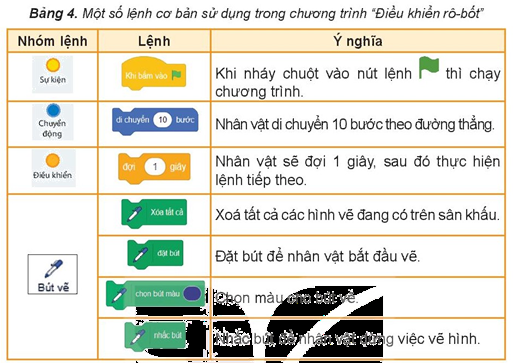 Bảng 4. Một số lệnh cơ bản sử dụng trong chương trình “Điều khiển rô-bốt”
Nhóm lệnh Lệnh Ý nghĩa
Sự kiện
Khi bấm vào
Khi nháy chuột vào nút lệnh thì chạy
chương trình.
Chuyển
động
di chuyển 10 bước
Nhân vật di chuyển 10 bước theo đường thẳng.
Điều khiển
đợi 1 giây
Nhân vật sẽ đợi 1 giây, sau đó thực hiện
lệnh tiếp theo.
Bút vẽ
Xóa tất cả
Xoá tất cả các hình vẽ đang có trên sân khấu.
đặt bút
Đặt bút để nhân vật bắt đầu vẽ.
chọn bút màu
Chọn màu cho bút vẽ.
nhấc bút
Nhấc bút để nhân vật dừng việc vẽ hình.